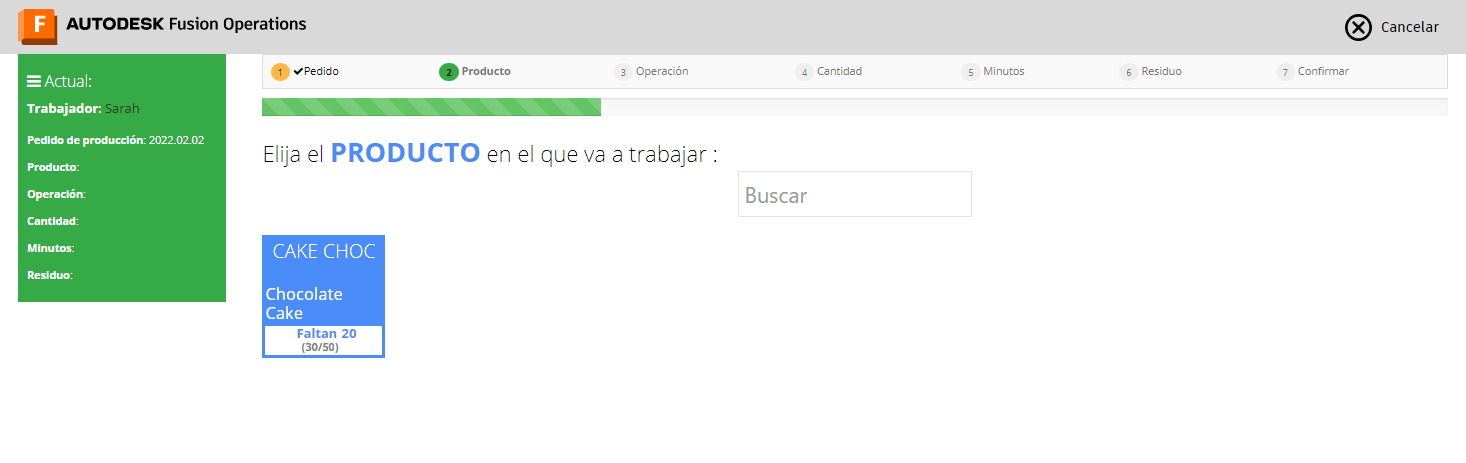 F AUTODESK Fusion Operations
Cancelar
Actual:
Trabajador: Sarah
Pedido de producción: 2022.02.02
Producto:
Operación:
Cantidad:
Minutos:
Residuo:
1 Pedido 2 Producto 3 Operación 4 Cantidad 5 Minutos 6 Residuo 7 Confirmar
Elija el PRODUCTO en el que va a trabajar :
Buscar
CAKE CHOC
Chocolate
Cake
Faltan 20
(30/50)